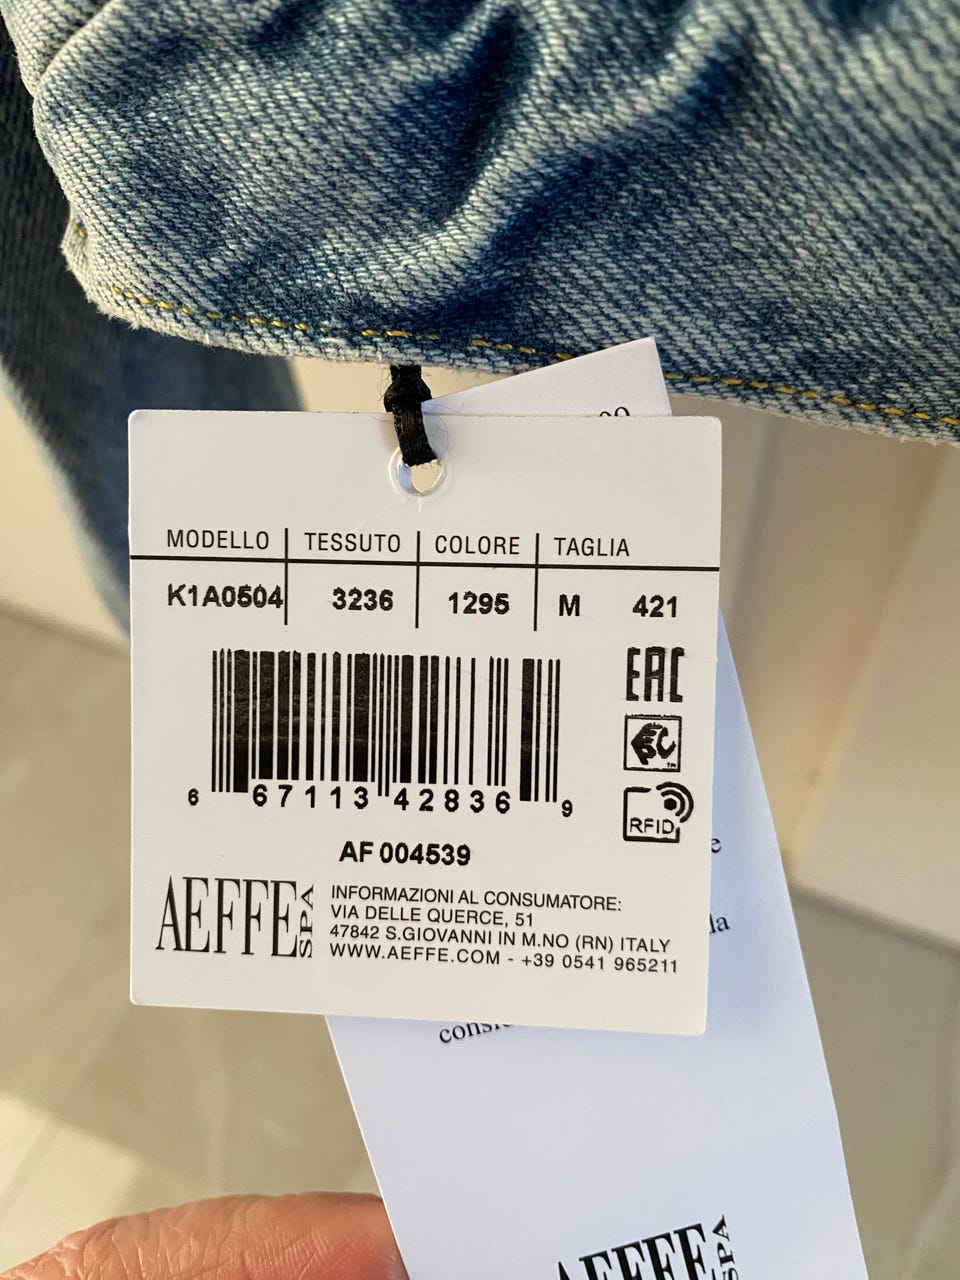 MODELLO TESSUTO COLORE TAGLIA
K1A0504 3236 1295 M 421
EAC
RFID
6 67113 42836 9
AF 004539
AEFFE SPA
INFORMAZIONI AL CONSUMATORE:
VIA DELLE QUERCE, 51
47842 S.GIOVANNI IN M.NO (RN) ITALY
WWW.AEFFE.COM - +39 0541 965211
AEFFE SPA